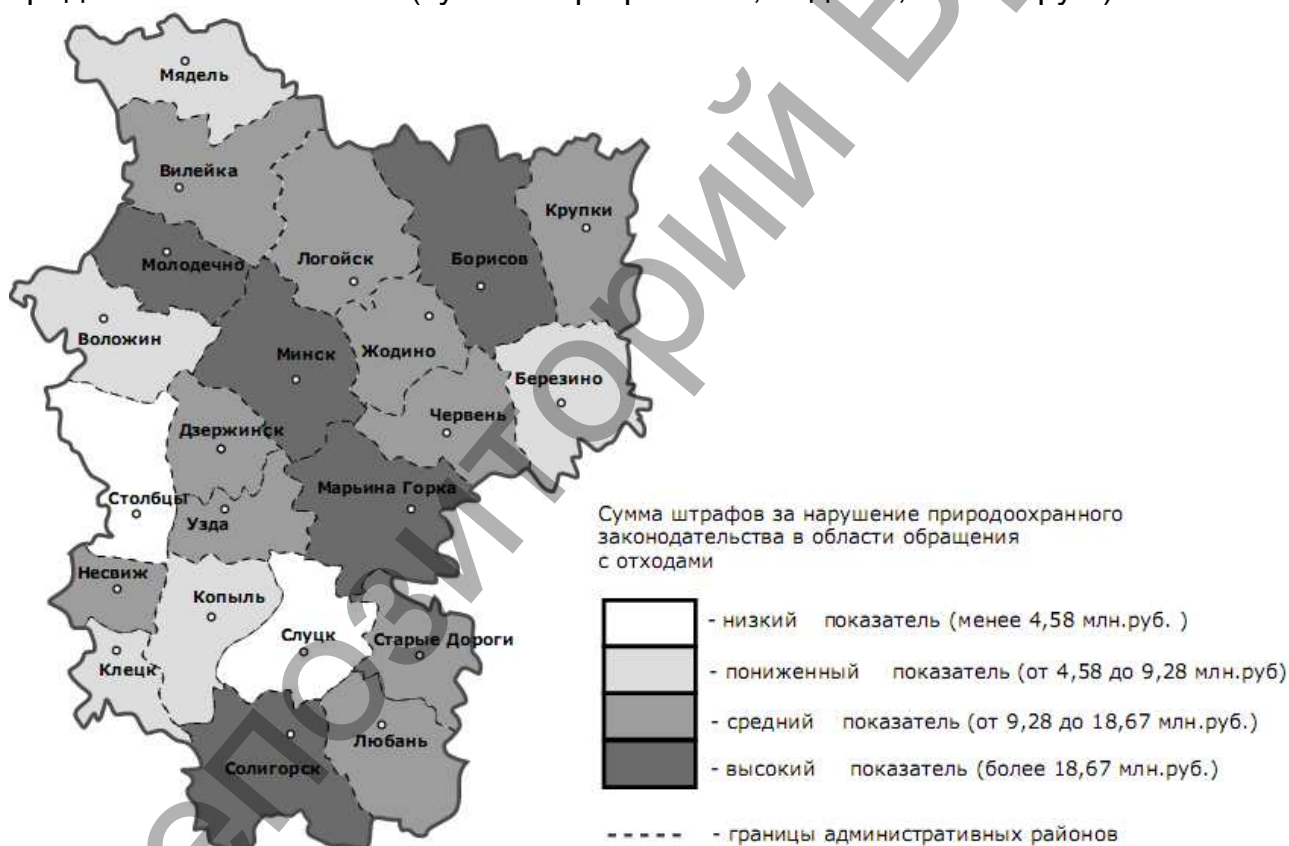 Мядель
Вилейка
Крупки
Молодечно
Логойск
Борисов
Воложин
Минск
Жодино
Березино
Дзержинск
Червень
Столбцы
Узда
Марьина Горка
Несвиж
Копыль
Слуцк
Старые Дороги
Клецк
Любань
Солигорск
Сумма штрафов за нарушение природоохранного
законодательства в области обращения
с отходами
- низкий показатель (менее 4,58 млн.руб. )
- пониженный показатель (от 4,58 до 9,28 млн.руб)
- средний показатель (от 9,28 до 18,67 млн.руб.)
- высокий показатель (более 18,67 млн.руб.)
- границы административных районов